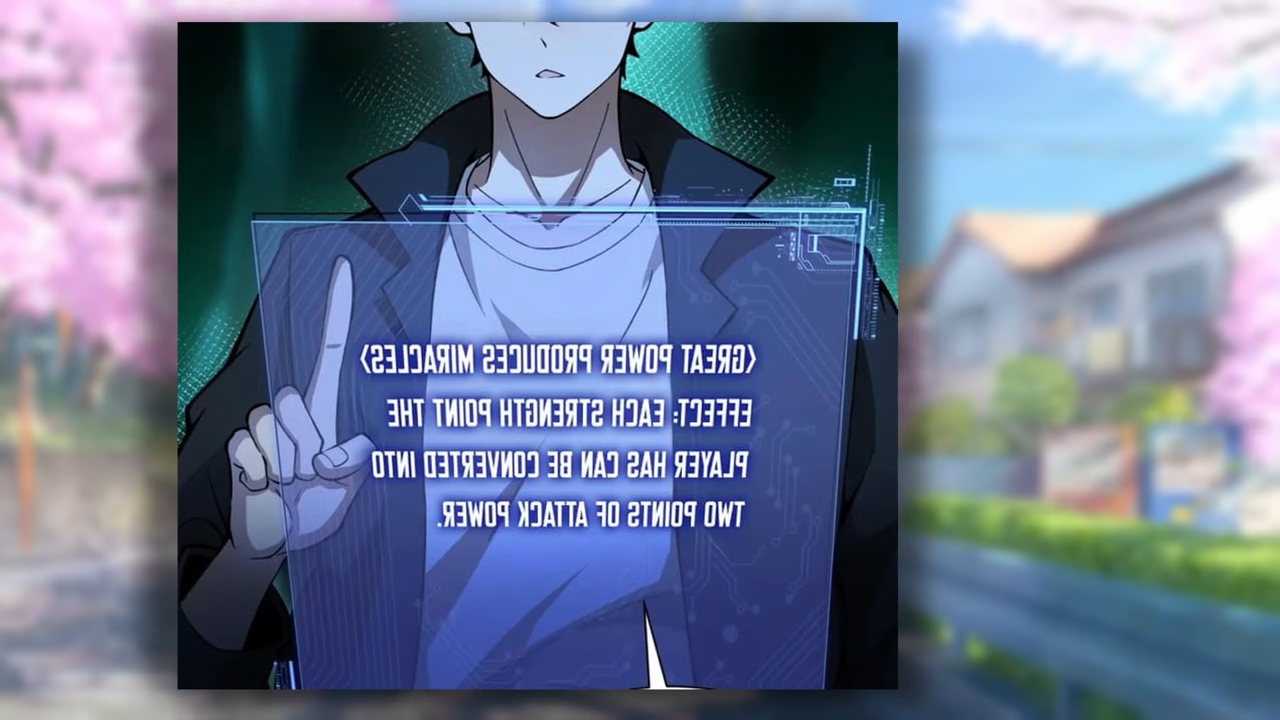 <GREAT POWER PRODUCES MIRACLES>
EFFECT: EACH STRENGTH POINT THE
PLAYER HAS CAN BE CONVERTED INTO
TWO POINTS OF ATTACK POWER.